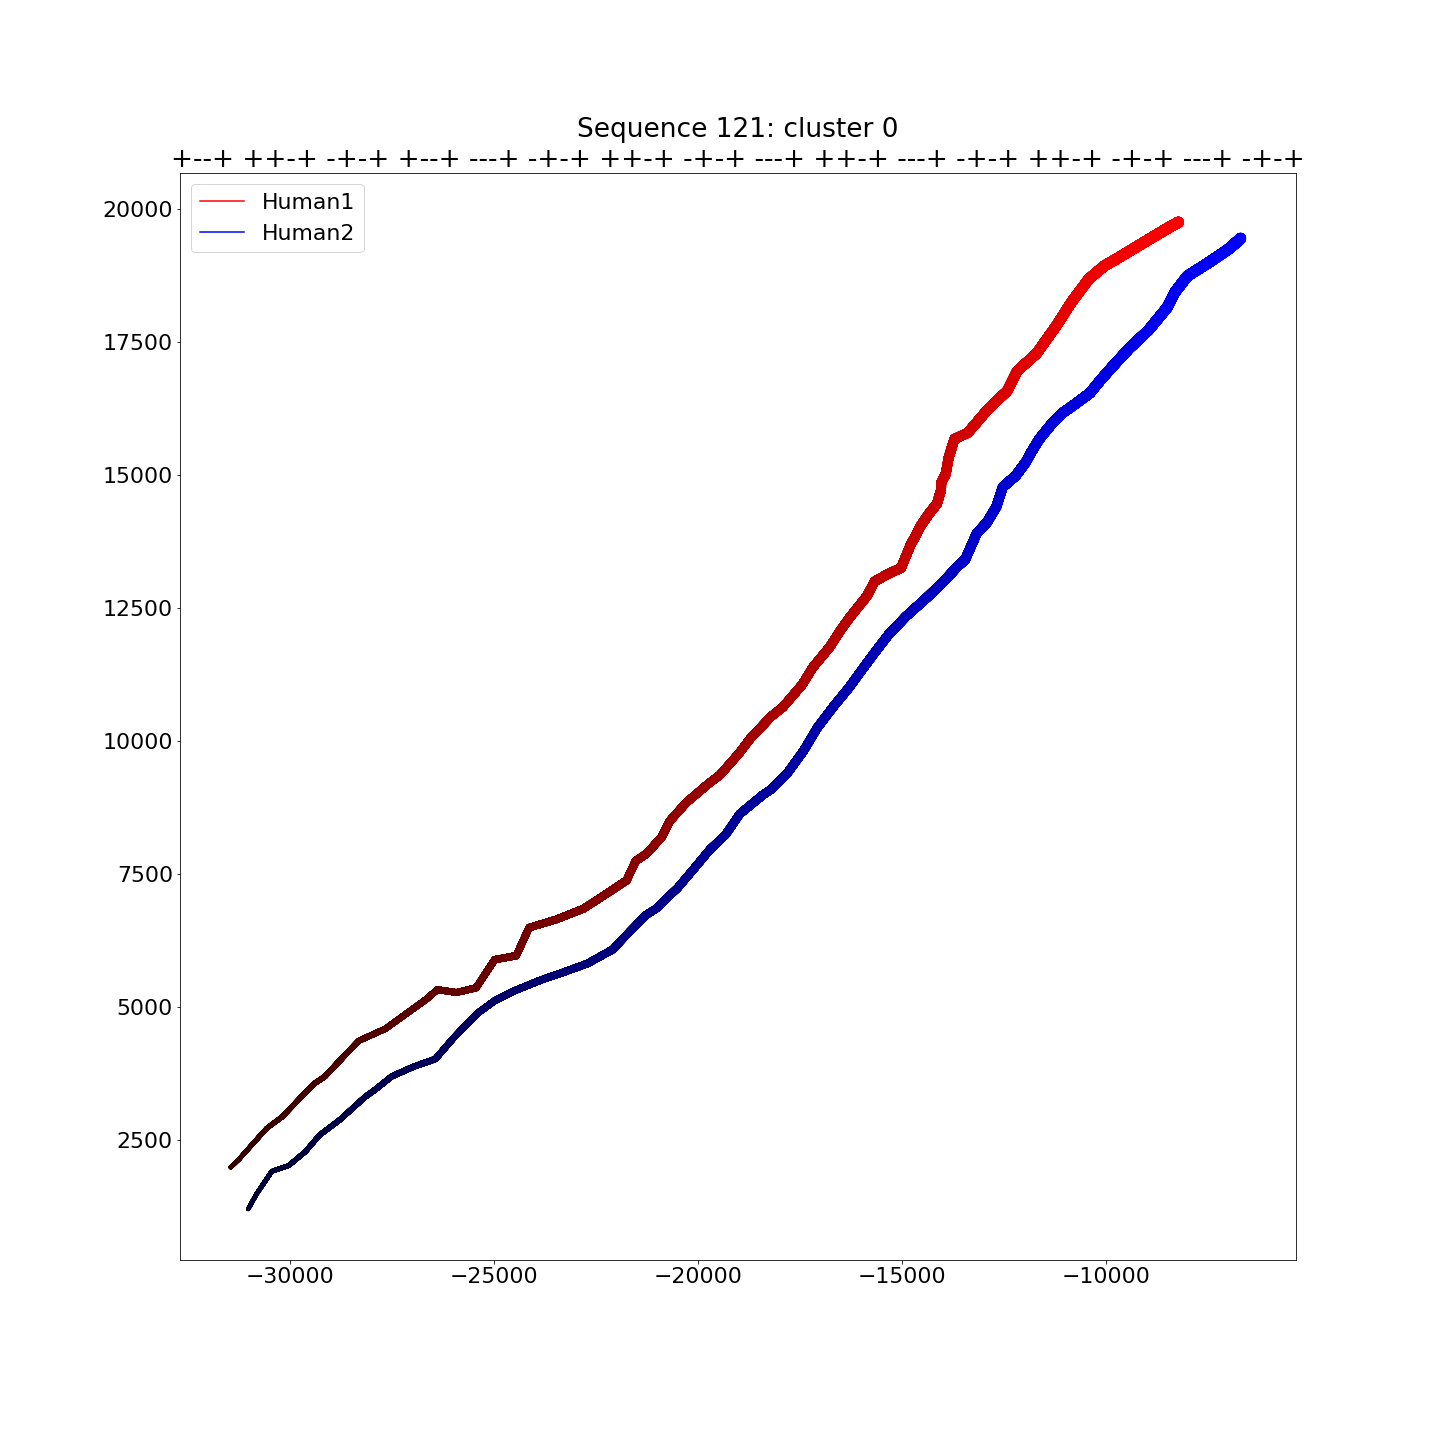 Sequence 121: cluster 0
+--+ ++-+ -+-+ +--+ ---+ -+-+ ++-+ -+-+ ---+ ++-+ ---+ -+-+ ++-+ -+-+ ---+ -+-+
Human1
Human2
20000
17500
15000
12500
10000
7500
5000
2500
−30000 −25000 −20000 −15000 −10000